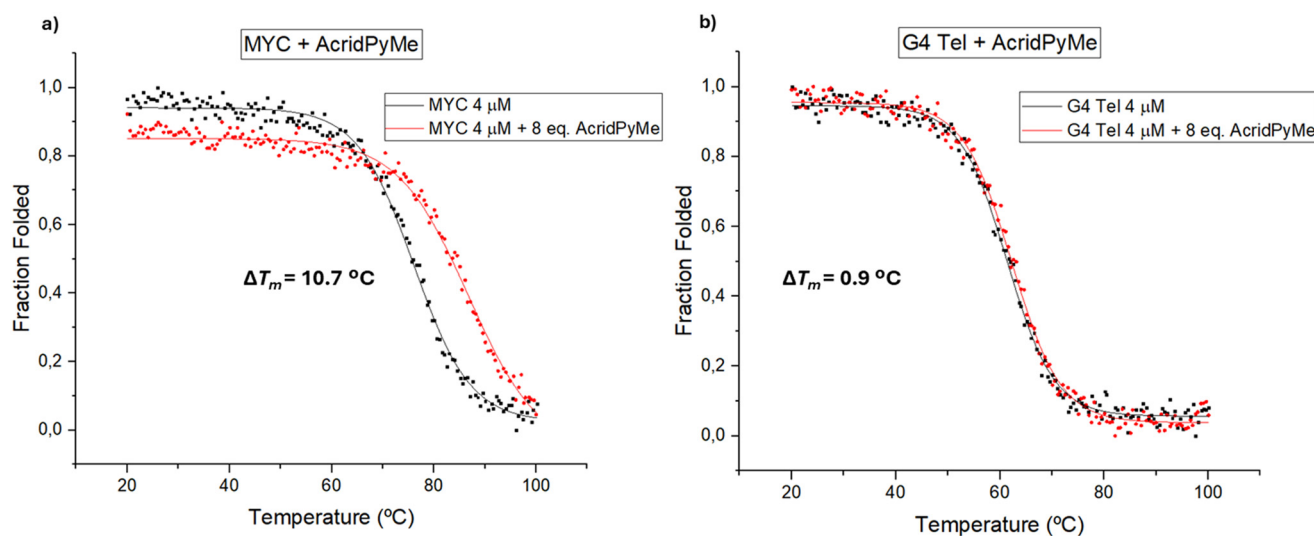 a)
MYC + AcridPyMe
1,0
0,8
0,6
0,4
0,2
0,0
Fraction Folded
MYC 4 μM
MYC 4 μM + 8 eq. AcridPyMe
ΔTm = 10.7 ºC
20
40
60
80
100
Temperature (ºC)
b)
G4 Tel + AcridPyMe
1,0
0,8
0,6
0,4
0,2
0,0
Fraction Folded
G4 Tel 4 μM
G4 Tel 4 μM + 8 eq. AcridPyMe
ΔTm = 0.9 ºC
20
40
60
80
100
Temperature (ºC)